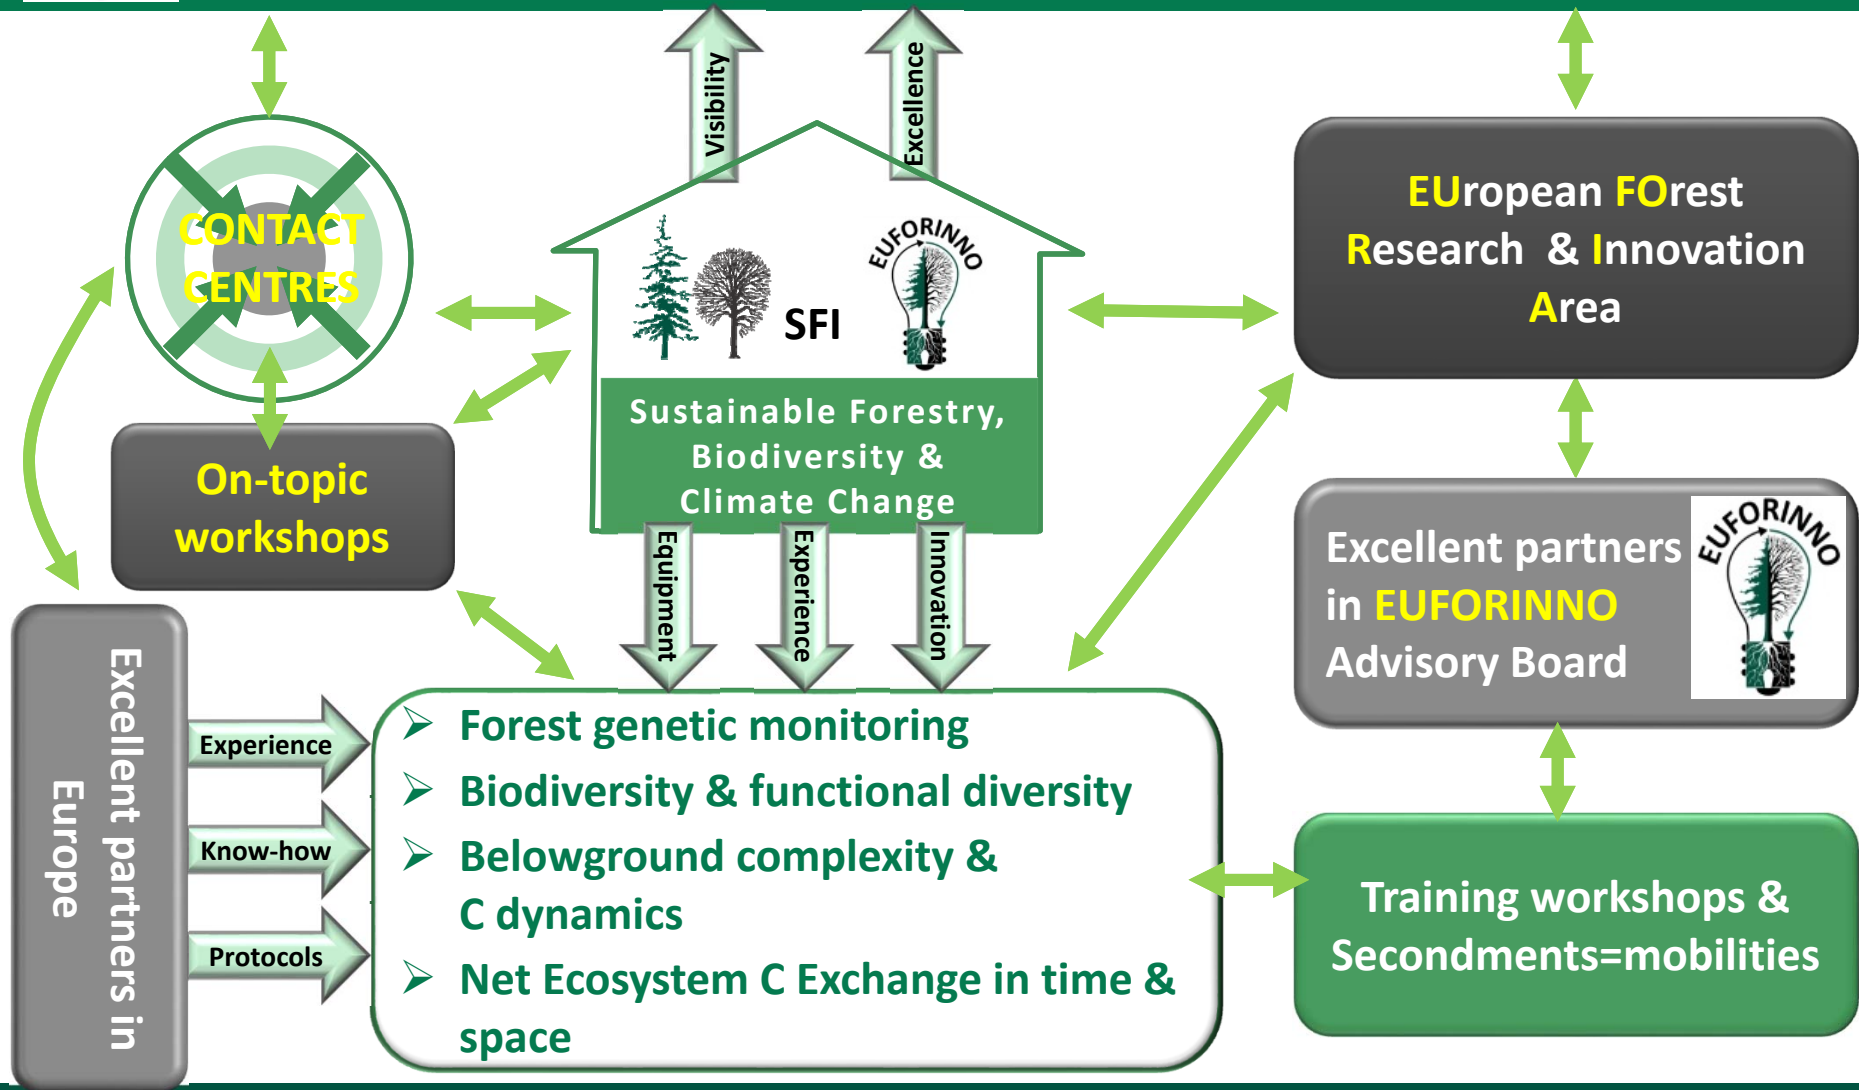 Visibility
Excellence
CONTACT
CENTRES
EUFORINNO
SFI
EUropean FOrest
Research & Innovation
Area
Sustainable Forestry,
Biodiversity &
Climate Change
On-topic
workshops
Equipment
Experience
Innovation
Excellent partners
in EUFORINNO
Advisory Board
EUFORINNO
Excellent partners in
Europe
Experience
Know-how
Protocols
➢ Forest genetic monitoring
➢ Biodiversity & functional diversity
➢ Belowground complexity &
C dynamics
➢ Net Ecosystem C Exchange in time &
space
Training workshops &
Secondments=mobilities